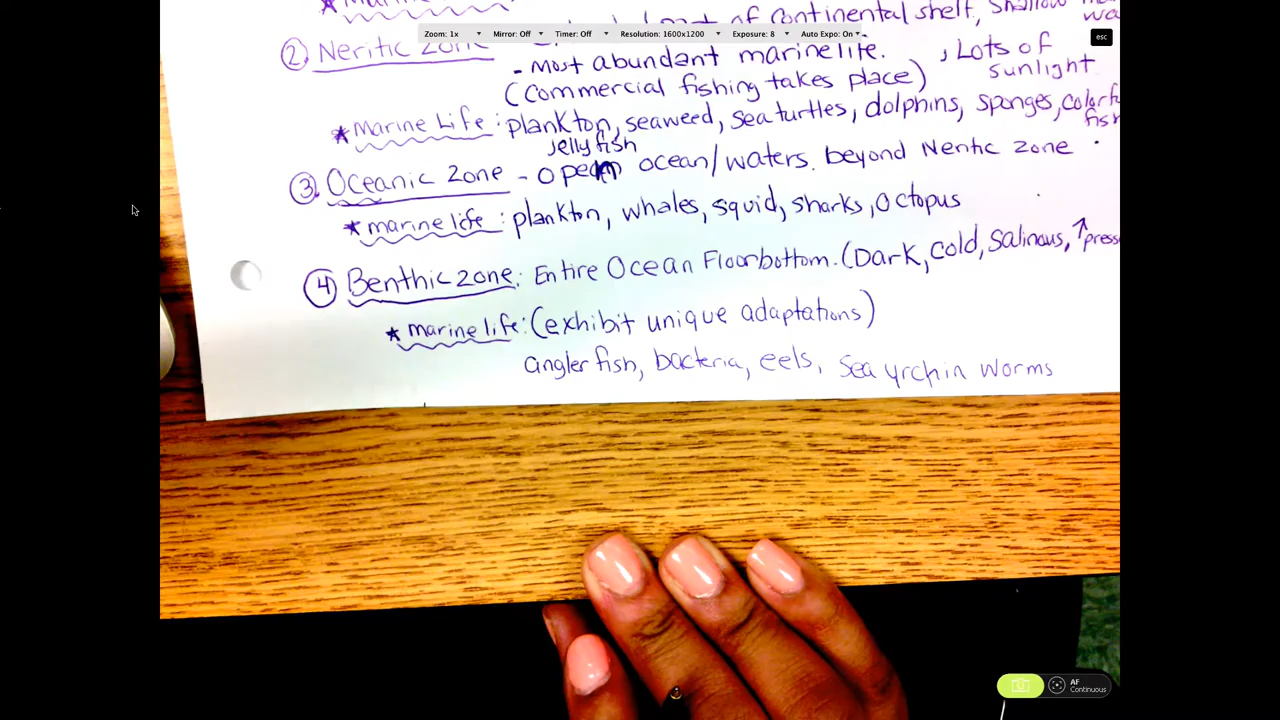 Zoom: 1x Mirror: Off Timer: Off Resolution: 1600x1200 Exposure: 8 Auto Expo: On
esc
of continental shelf, shallow
② Neritic Zone
- most abundant marine life. , Lots of
sunlight
(commercial fishing takes place)
* Marine Life: plankton, seaweed, sea turtles, dolphins, sponges, colorf
fish
jelly fish
③ Oceanic Zone - open ocean/waters. beyond Neritic zone
* marine life: plankton, whales, squid, sharks, octopus
④ Benthic zone: Entire Ocean Floor bottom. (Dark, cold, salinous, ↑press
* marine life: (exhibit unique adaptations)
angler fish, bacteria, eels, sea yrchin worms
AF
Continuous